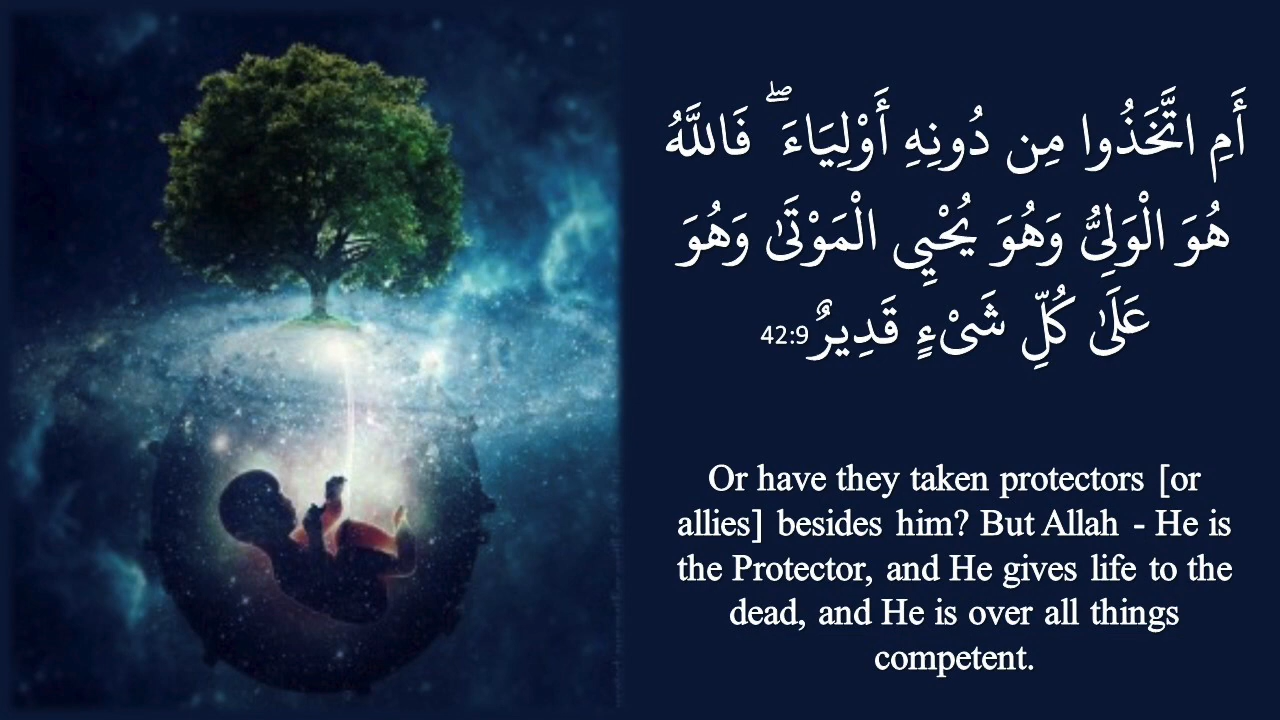 أَمِ اتَّخَذُوا مِن دُونِهِ أَوْلِيَاءَ ۖ فَاللَّهُ
هُوَ الْوَلِيُّ وَهُوَ يُحْيِي الْمَوْتَىٰ وَهُوَ
عَلَىٰ كُلِّ شَيْءٍ قَدِيرٌ 42:9
Or have they taken protectors [or
allies] besides him? But Allah - He is
the Protector, and He gives life to the
dead, and He is over all things
competent.